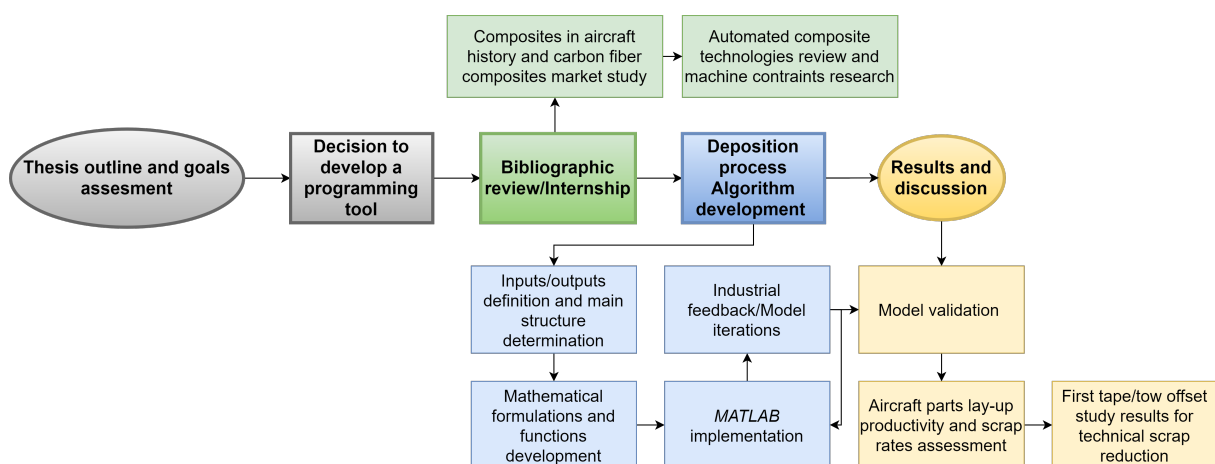 Composites in aircraft
history and carbon fiber
composites market study
Automated composite
technologies review and
machine contraints research
Thesis outline and goals
assesment
Decision to
develop a
programming
tool
Bibliographic
review/Internship
Deposition
process
Algorithm
development
Results and
discussion
Inputs/outputs
definition and main
structure
determination
Industrial
feedback/Model
iterations
Model validation
Mathematical
formulations and
functions
development
MATLAB
implementation
Aircraft parts lay-up
productivity and scrap
rates assessment
First tape/tow offset
study results for
technical scrap
reduction